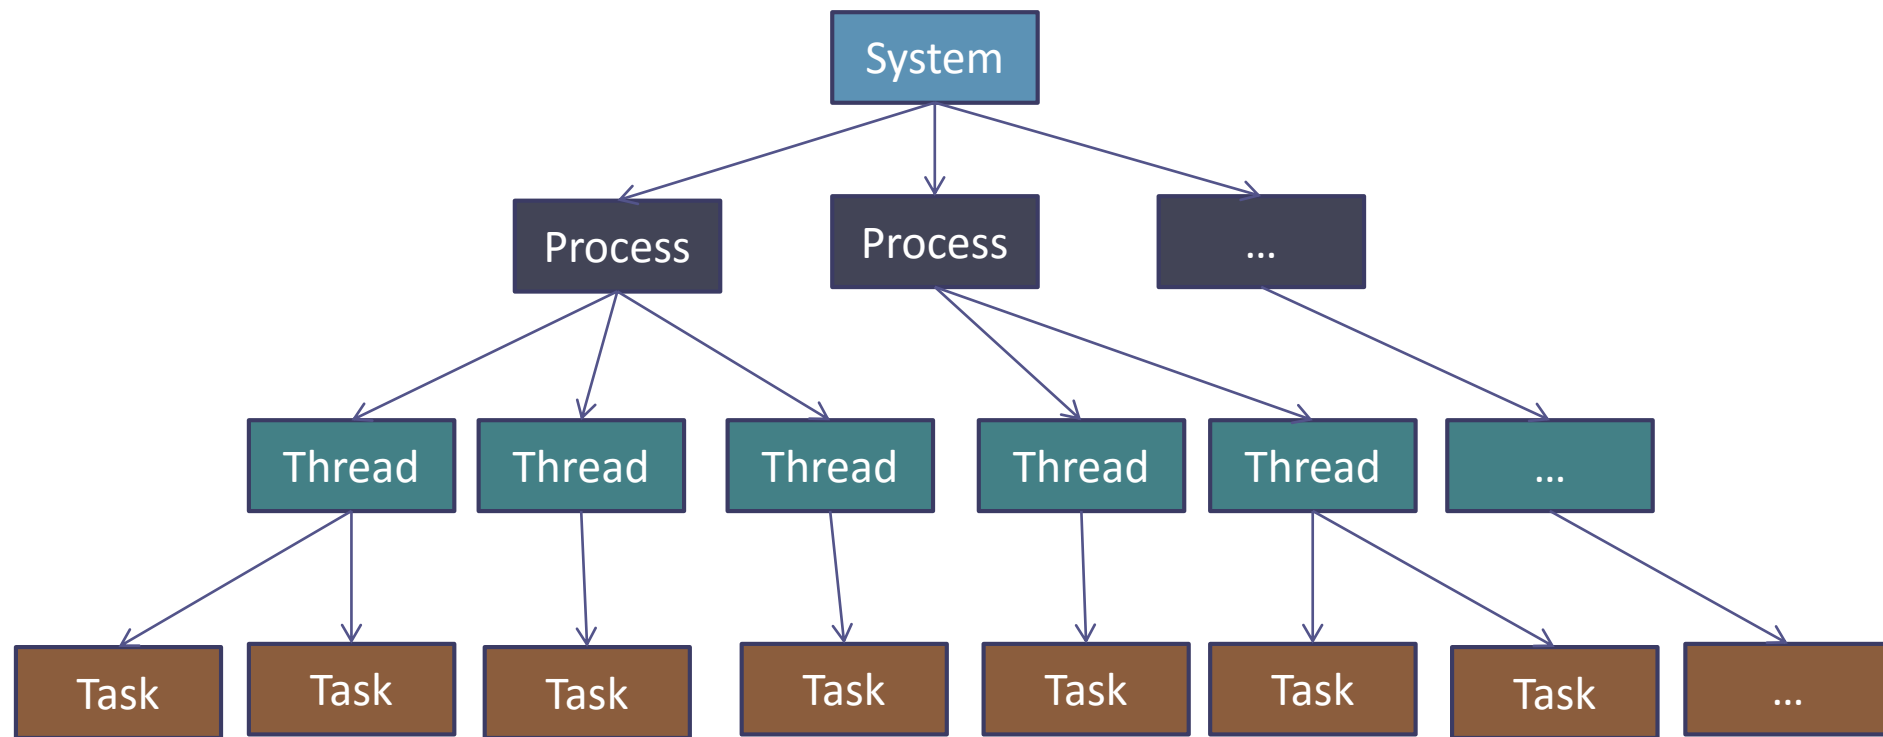 System
Process
Process
...
Thread
Thread
Thread
Thread
Thread
...
Task
Task
Task
Task
Task
Task
Task
...